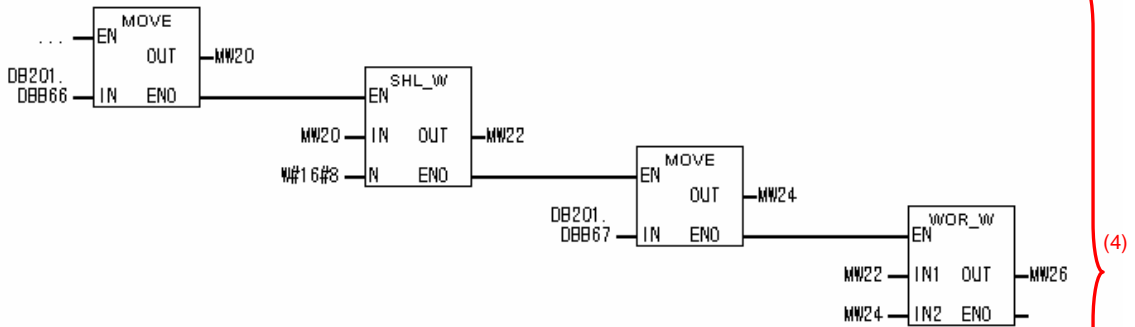 MOVE
... EN
OUT MW20
DB201.
DBB66 IN ENO
SHL_W
EN
MW20 IN OUT MW22
W#16#8 N ENO
MOVE
EN
OUT MW24
DB201.
DBB67 IN ENO
WOR_W
EN
(4)
MW22 IN1 OUT MW26
MW24 IN2 ENO